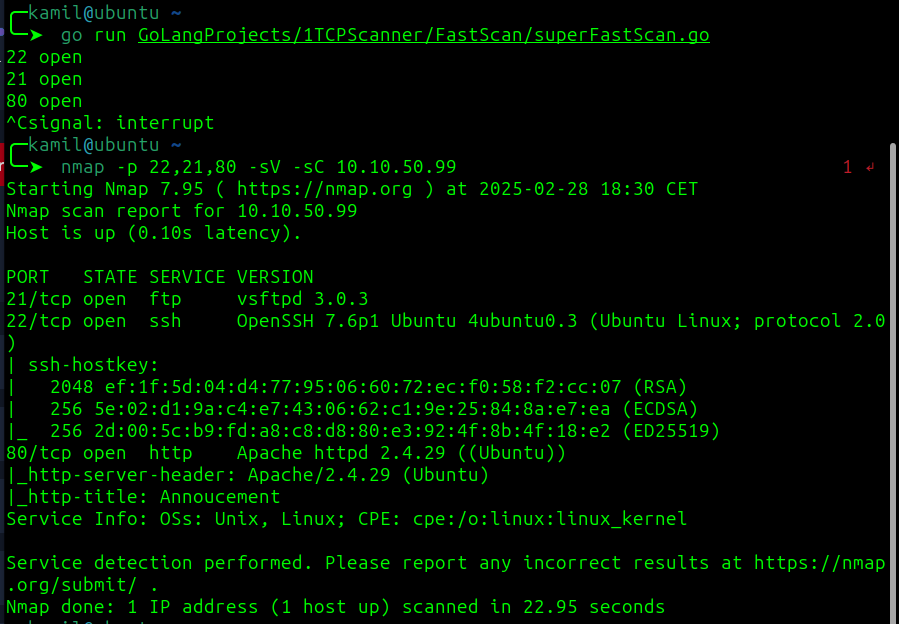 kamil@ubuntu ~
go run GoLangProjects/1TCPScanner/FastScan/superFastScan.go
22 open
21 open
80 open
^Csignal: interrupt
kamil@ubuntu ~
nmap -p 22,21,80 -sV -sC 10.10.50.99 1 ↵
Starting Nmap 7.95 ( https://nmap.org ) at 2025-02-28 18:30 CET
Nmap scan report for 10.10.50.99
Host is up (0.10s latency).
PORT   STATE SERVICE VERSION
21/tcp open  ftp     vsftpd 3.0.3
22/tcp open  ssh     OpenSSH 7.6p1 Ubuntu 4ubuntu0.3 (Ubuntu Linux; protocol 2.0
)
| ssh-hostkey:
|   2048 ef:1f:5d:04:d4:77:95:06:60:72:ec:f0:58:f2:cc:07 (RSA)
|   256 5e:02:d1:9a:c4:e7:43:06:62:c1:9e:25:84:8a:e7:ea (ECDSA)
|_  256 2d:00:5c:b9:fd:a8:c8:d8:80:e3:92:4f:8b:4f:18:e2 (ED25519)
80/tcp open  http    Apache httpd 2.4.29 ((Ubuntu))
|_http-server-header: Apache/2.4.29 (Ubuntu)
|_http-title: Annoucement
Service Info: OSs: Unix, Linux; CPE: cpe:/o:linux:linux_kernel
Service detection performed. Please report any incorrect results at https://nmap
.org/submit/ .
Nmap done: 1 IP address (1 host up) scanned in 22.95 seconds